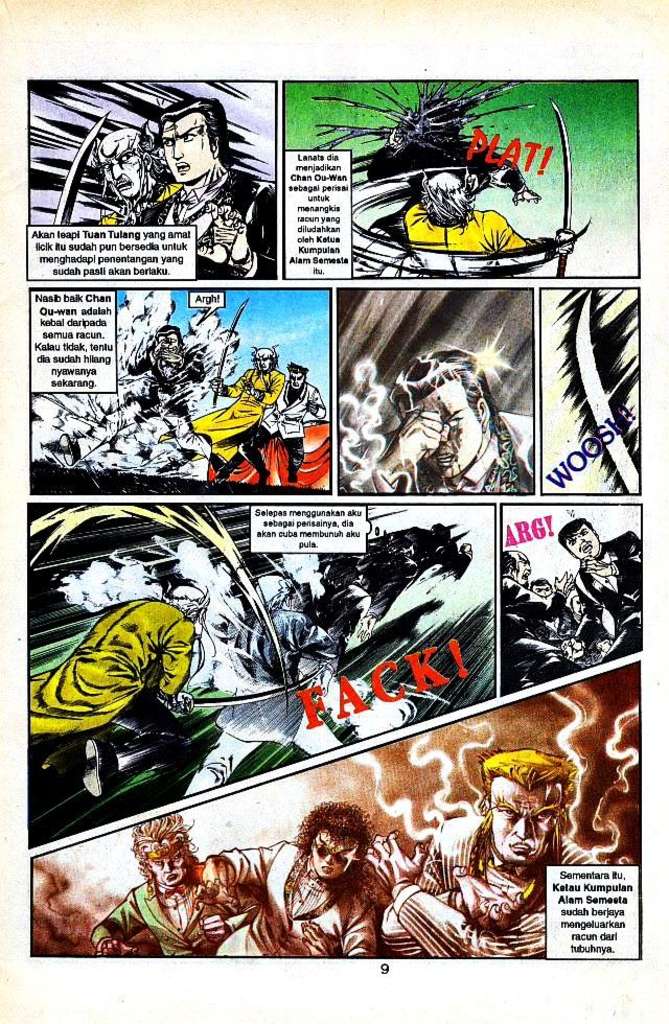 Akan teapi Tuan Tulang yang amat
licik itu sudah pun bersedia untuk
menghadapi penentangan yang
sudah pasti akan berlaku.
Lanats dia
menjadikan
Chan Ou-Wan
sebagai perisai
untuk
menangkis
racun yang
diludahkan
oleh Ketua
Kumpulan
Alam Semesta
itu.
PLAT!
Nasib baik Chan
Qu-wan adalah
kebal daripada
semua racun.
Kalau tidak, tentu
dia sudah hilang
nyawanya
sekarang.
Argh!
WOOSH!
Selepas menggunakan aku
sebagai perisainya, dia
akan cuba membunuh aku
pula.
FACK!
ARG!
Sementara itu,
Ketau Kumpulan
Alam Semesta
sudah berjaya
mengeluarkan
racun dari
tubuhnya.
9